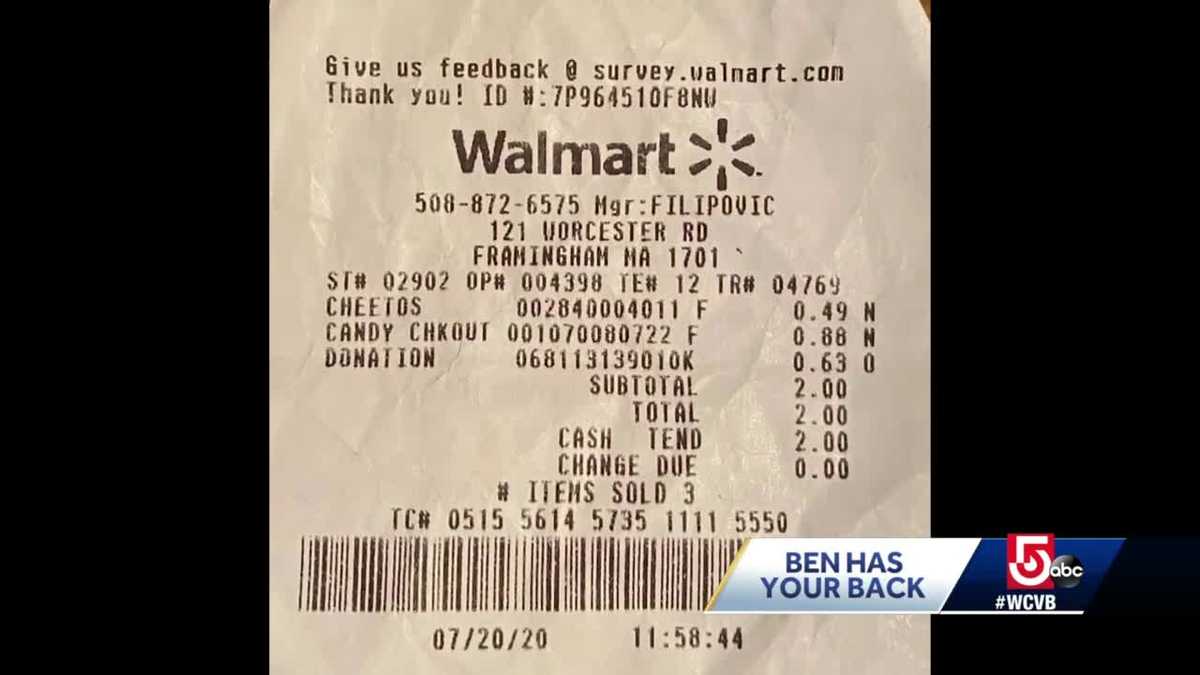 Give us feedback @ survey.walmart.com
Thank you! ID #:7P964510F8NW
Walmart
508-872-6575 Mgr:FILIPOVIC
121 WORCESTER RD
FRAMINGHAM MA 1701
ST# 02902 OP# 004398 TE# 12 TR# 04769
CHEETOS 002840004011 F 0.49 N
CANDY CHKOUT 001070080722 F 0.88 N
DONATION 068113139010K 0.63 O
SUBTOTAL 2.00
TOTAL 2.00
CASH TEND 2.00
CHANGE DUE 0.00
# ITEMS SOLD 3
TC# 0515 5614 5735 1111 5550
07/20/20 11:58:44
BEN HAS
YOUR BACK
5 abc
#WCVB